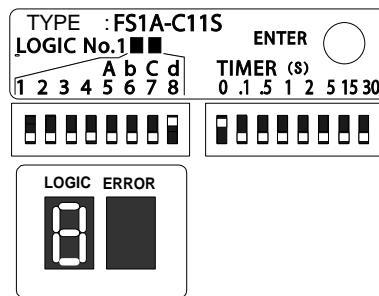 TYPE : FS1A-C11S
LOGIC No.1■■
ENTER
A b C d
1 2 3 4 5 6 7 8
TIMER (S)
0 .1 .5 1 2 5 15 30
LOGIC ERROR
8